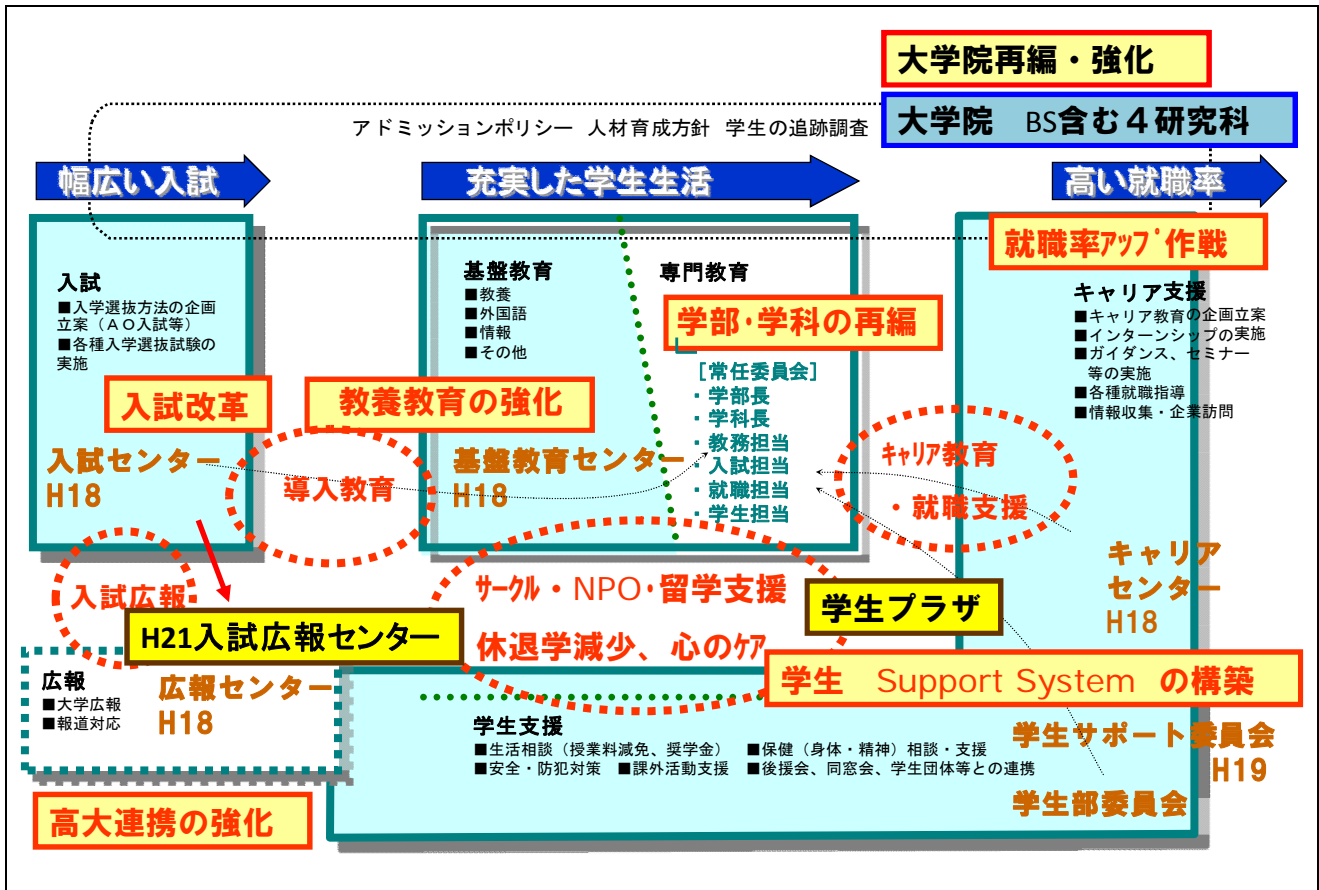 大学院再編・強化
大学院　BS含む４研究科
アドミッションポリシー 人材育成方針 学生の追跡調査
幅広い入試
充実した学生生活
高い就職率
就職率アップ作戦
入試
■入学選抜方法の企画
立案（ＡＯ入試等）
■各種入学選抜試験の
実施
入試改革
入試センター
H18
導入教育
基盤教育
■教養
■外国語
■情報
■その他
教養教育の強化
基盤教育センター
H18
専門教育
学部・学科の再編
［常任委員会］
・学部長
・学科長
・教務担当
・入試担当
・就職担当
・学生担当
キャリア教育
・就職支援
キャリア支援
■キャリア教育の企画立案
■インターンシップの実施
■ガイダンス、セミナー
等の実施
■各種就職指導
■情報収集・企業訪問
キャリア
センター
H18
入試広報
H21入試広報センター
サークル・NPO・留学支援
休退学減少、心のケア
学生プラザ
学生　Support System　の構築
広報
■大学広報
■報道対応
広報センター
H18
高大連携の強化
学生支援
■生活相談（授業料減免、奨学金）　■保健（身体・精神）相談・支援
■安全・防犯対策　■課外活動支援　■後援会、同窓会、学生団体等との連携
学生サポート委員会
H19
学生部委員会